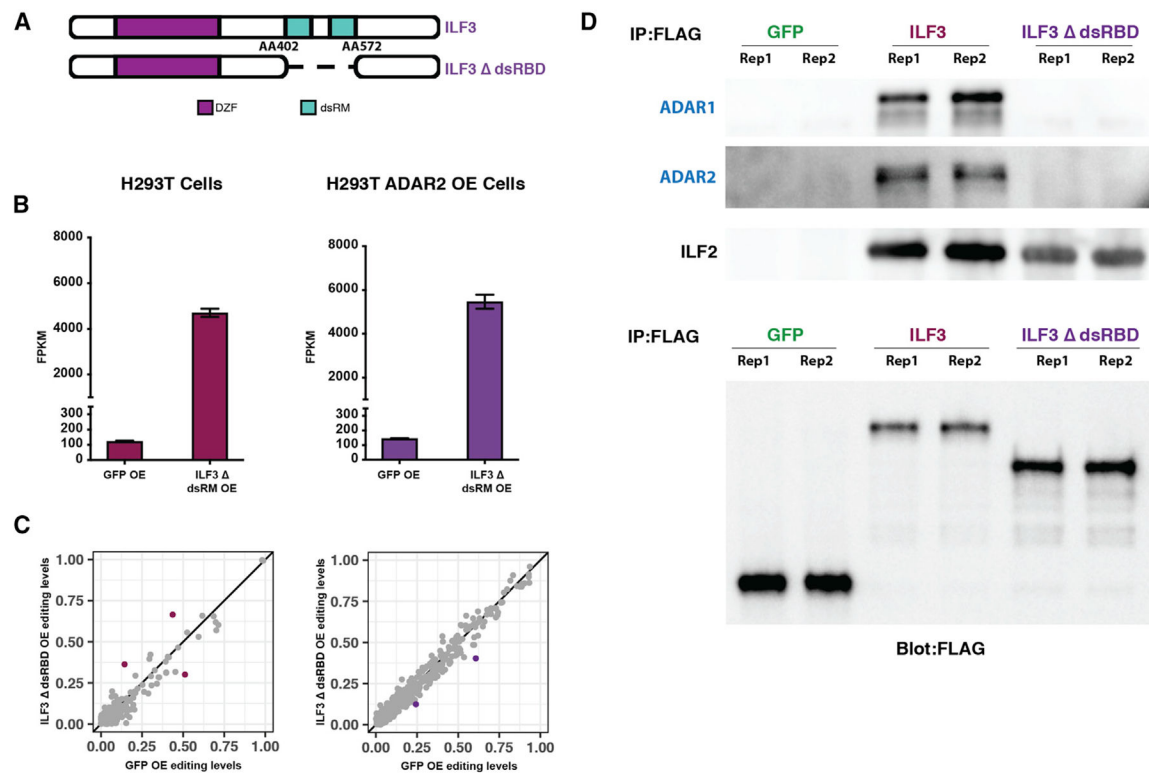 A
ILF3
AA402 AA572
ILF3 Δ dsRBD
DZF dsRM
H293T Cells H293T ADAR2 OE Cells
B
8000
6000
4000
2000
300
200
100
0
FPKM
GFP OE ILF3 Δ
dsRM OE
8000
6000
4000
2000
300
200
100
0
FPKM
GFP OE ILF3 Δ
dsRM OE
C
ILF3 Δ dsRBD OE editing levels
1.00
0.75
0.50
0.25
0.00
0.00 0.25 0.50 0.75 1.00
GFP OE editing levels
ILF3 Δ dsRBD OE editing levels
1.00
0.75
0.50
0.25
0.00
0.00 0.25 0.50 0.75 1.00
GFP OE editing levels
D
IP:FLAG GFP ILF3 ILF3 Δ dsRBD
Rep1 Rep2 Rep1 Rep2 Rep1 Rep2
ADAR1
ADAR2
ILF2
IP:FLAG GFP ILF3 ILF3 Δ dsRBD
Rep1 Rep2 Rep1 Rep2 Rep1 Rep2
Blot:FLAG